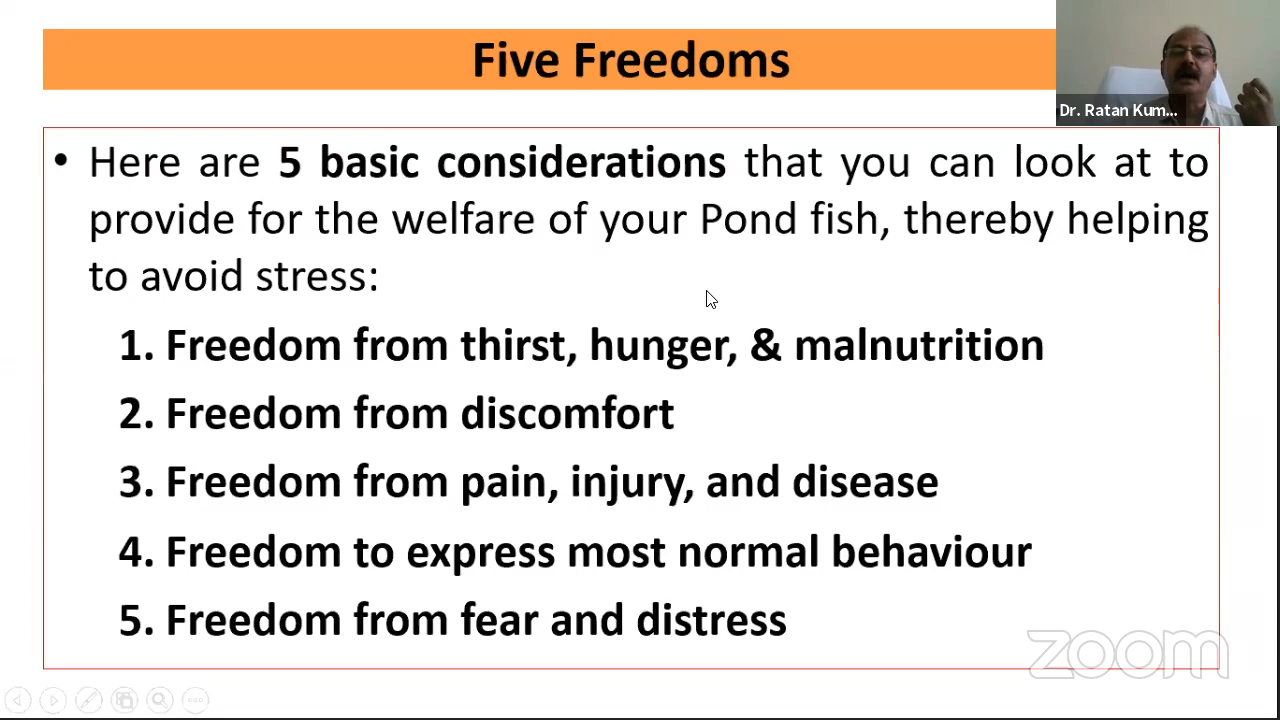 Five Freedoms
Dr. Ratan Kum...
• Here are 5 basic considerations that you can look at to
provide for the welfare of your Pond fish, thereby helping
to avoid stress:
1. Freedom from thirst, hunger, & malnutrition
2. Freedom from discomfort
3. Freedom from pain, injury, and disease
4. Freedom to express most normal behaviour
5. Freedom from fear and distress
zoom